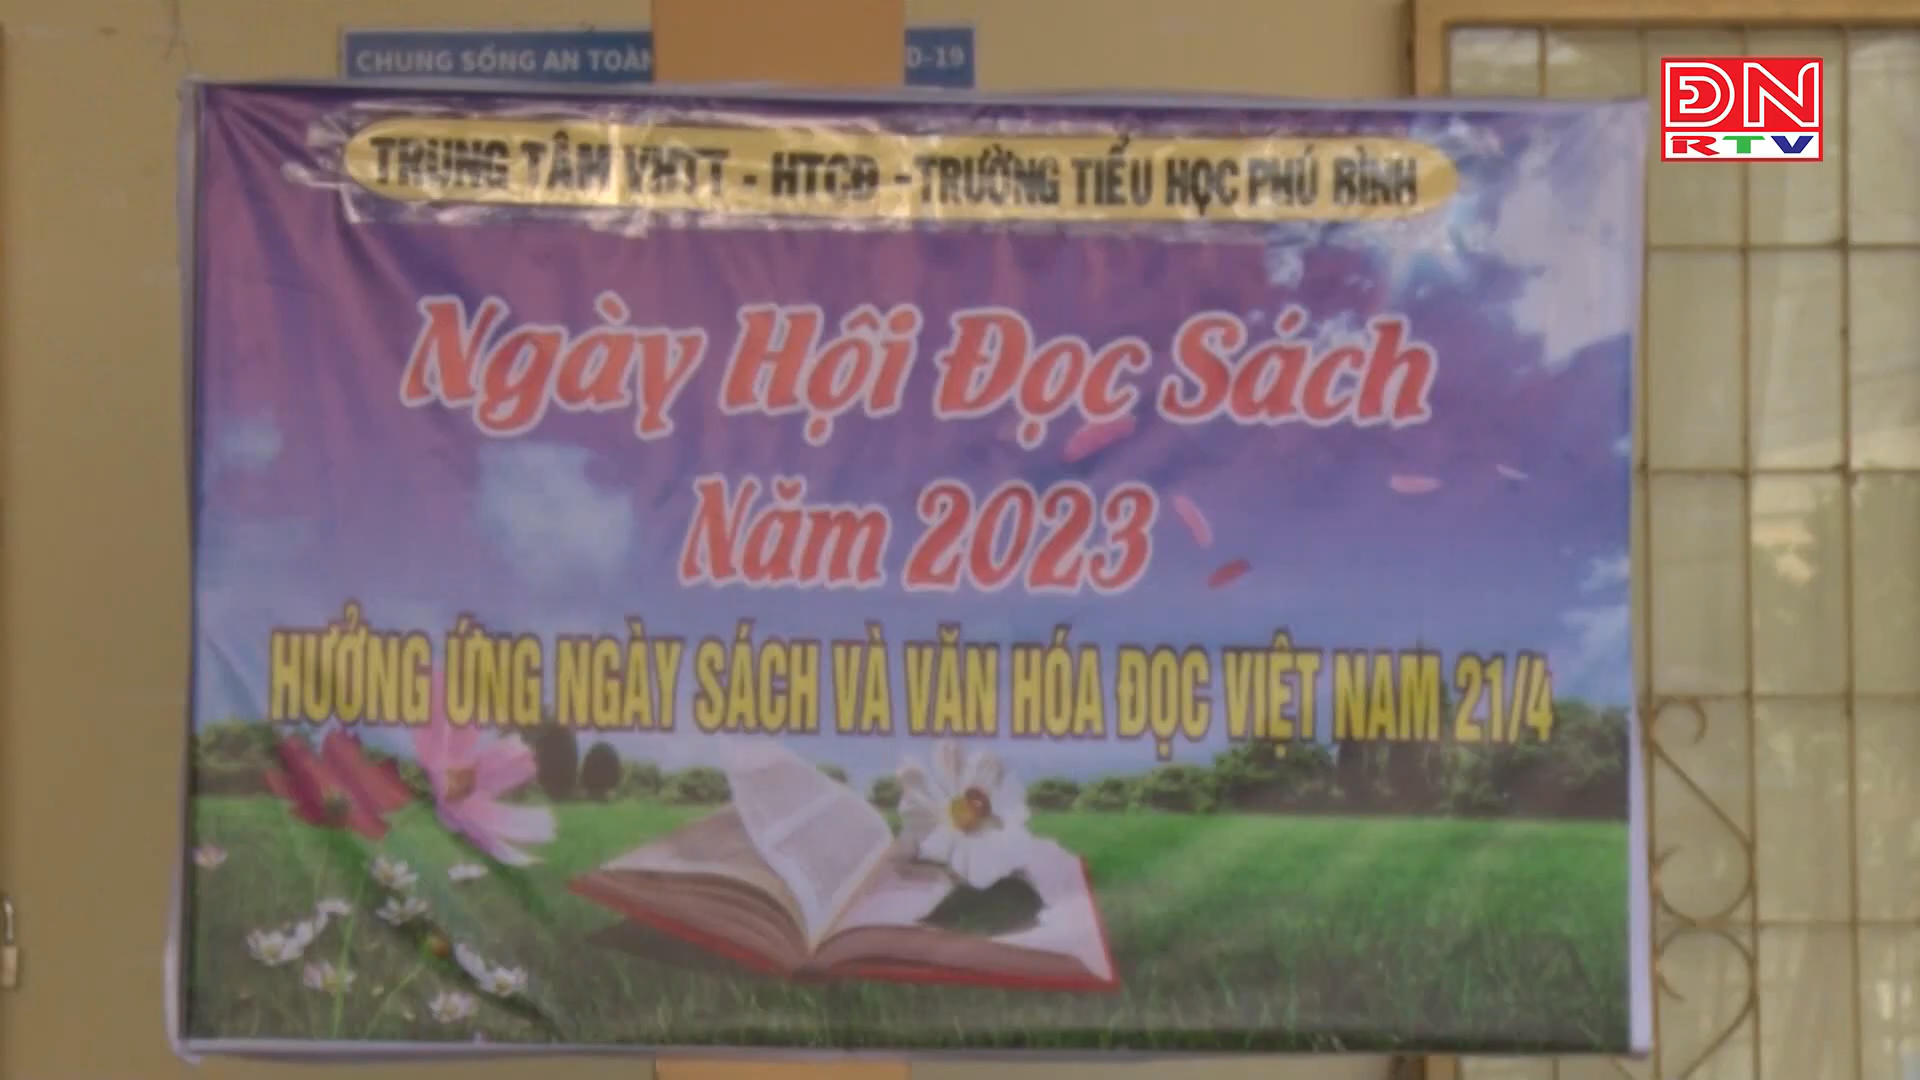 CHUNG SỐNG AN TOÀN D-19
ĐN
RTV
TRUNG TÂM VHTT - HTCĐ - TRƯỜNG TIỂU HỌC PHÚ BÌNH
Ngày Hội Đọc Sách
Năm 2023
HƯỞNG ỨNG NGÀY SÁCH VÀ VĂN HÓA ĐỌC VIỆT NAM 21/4